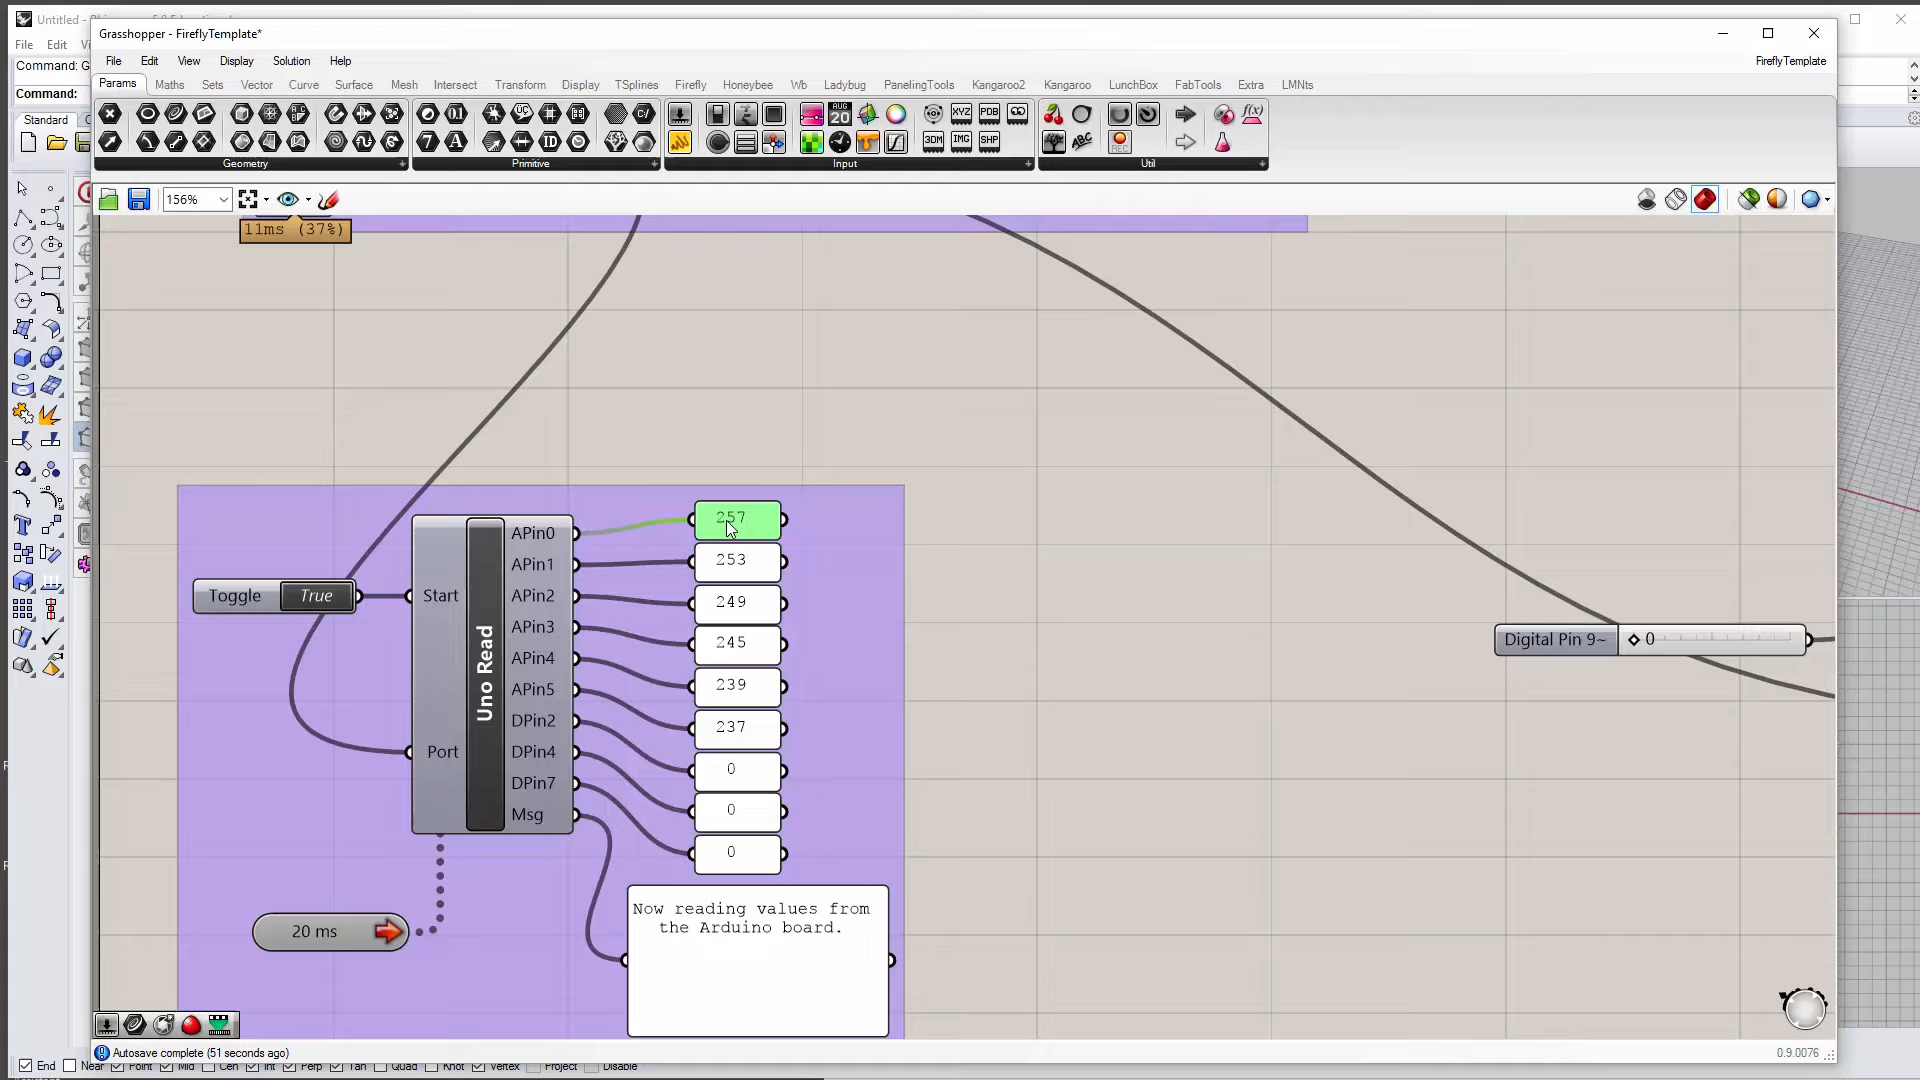 Untitled -
Grasshopper - FireflyTemplate*
File Edit
File Edit View Display Solution Help
FireflyTemplate
Command: G
Command:
Params Maths Sets Vector Curve Surface Mesh Intersect Transform Display TSplines Firefly Honeybee Wb Ladybug PanelingTools Kangaroo2 Kangaroo LunchBox FabTools Extra LMNts
Standard
Geometry
Primitive
Input
Util
156%
11ms (37%)
APin0
257
APin1
253
Toggle True
Start
APin2
249
APin3
245
APin4
239
APin5
237
DPin2
0
Port
DPin4
0
DPin7
0
Msg
Uno Read
Digital Pin 9~ 0
20 ms
Now reading values from
the Arduino board.
Autosave complete (51 seconds ago)
0.9.0076
End Near Point Mid Cen Int Perp Tan Quad Knot Vertex Project Disable